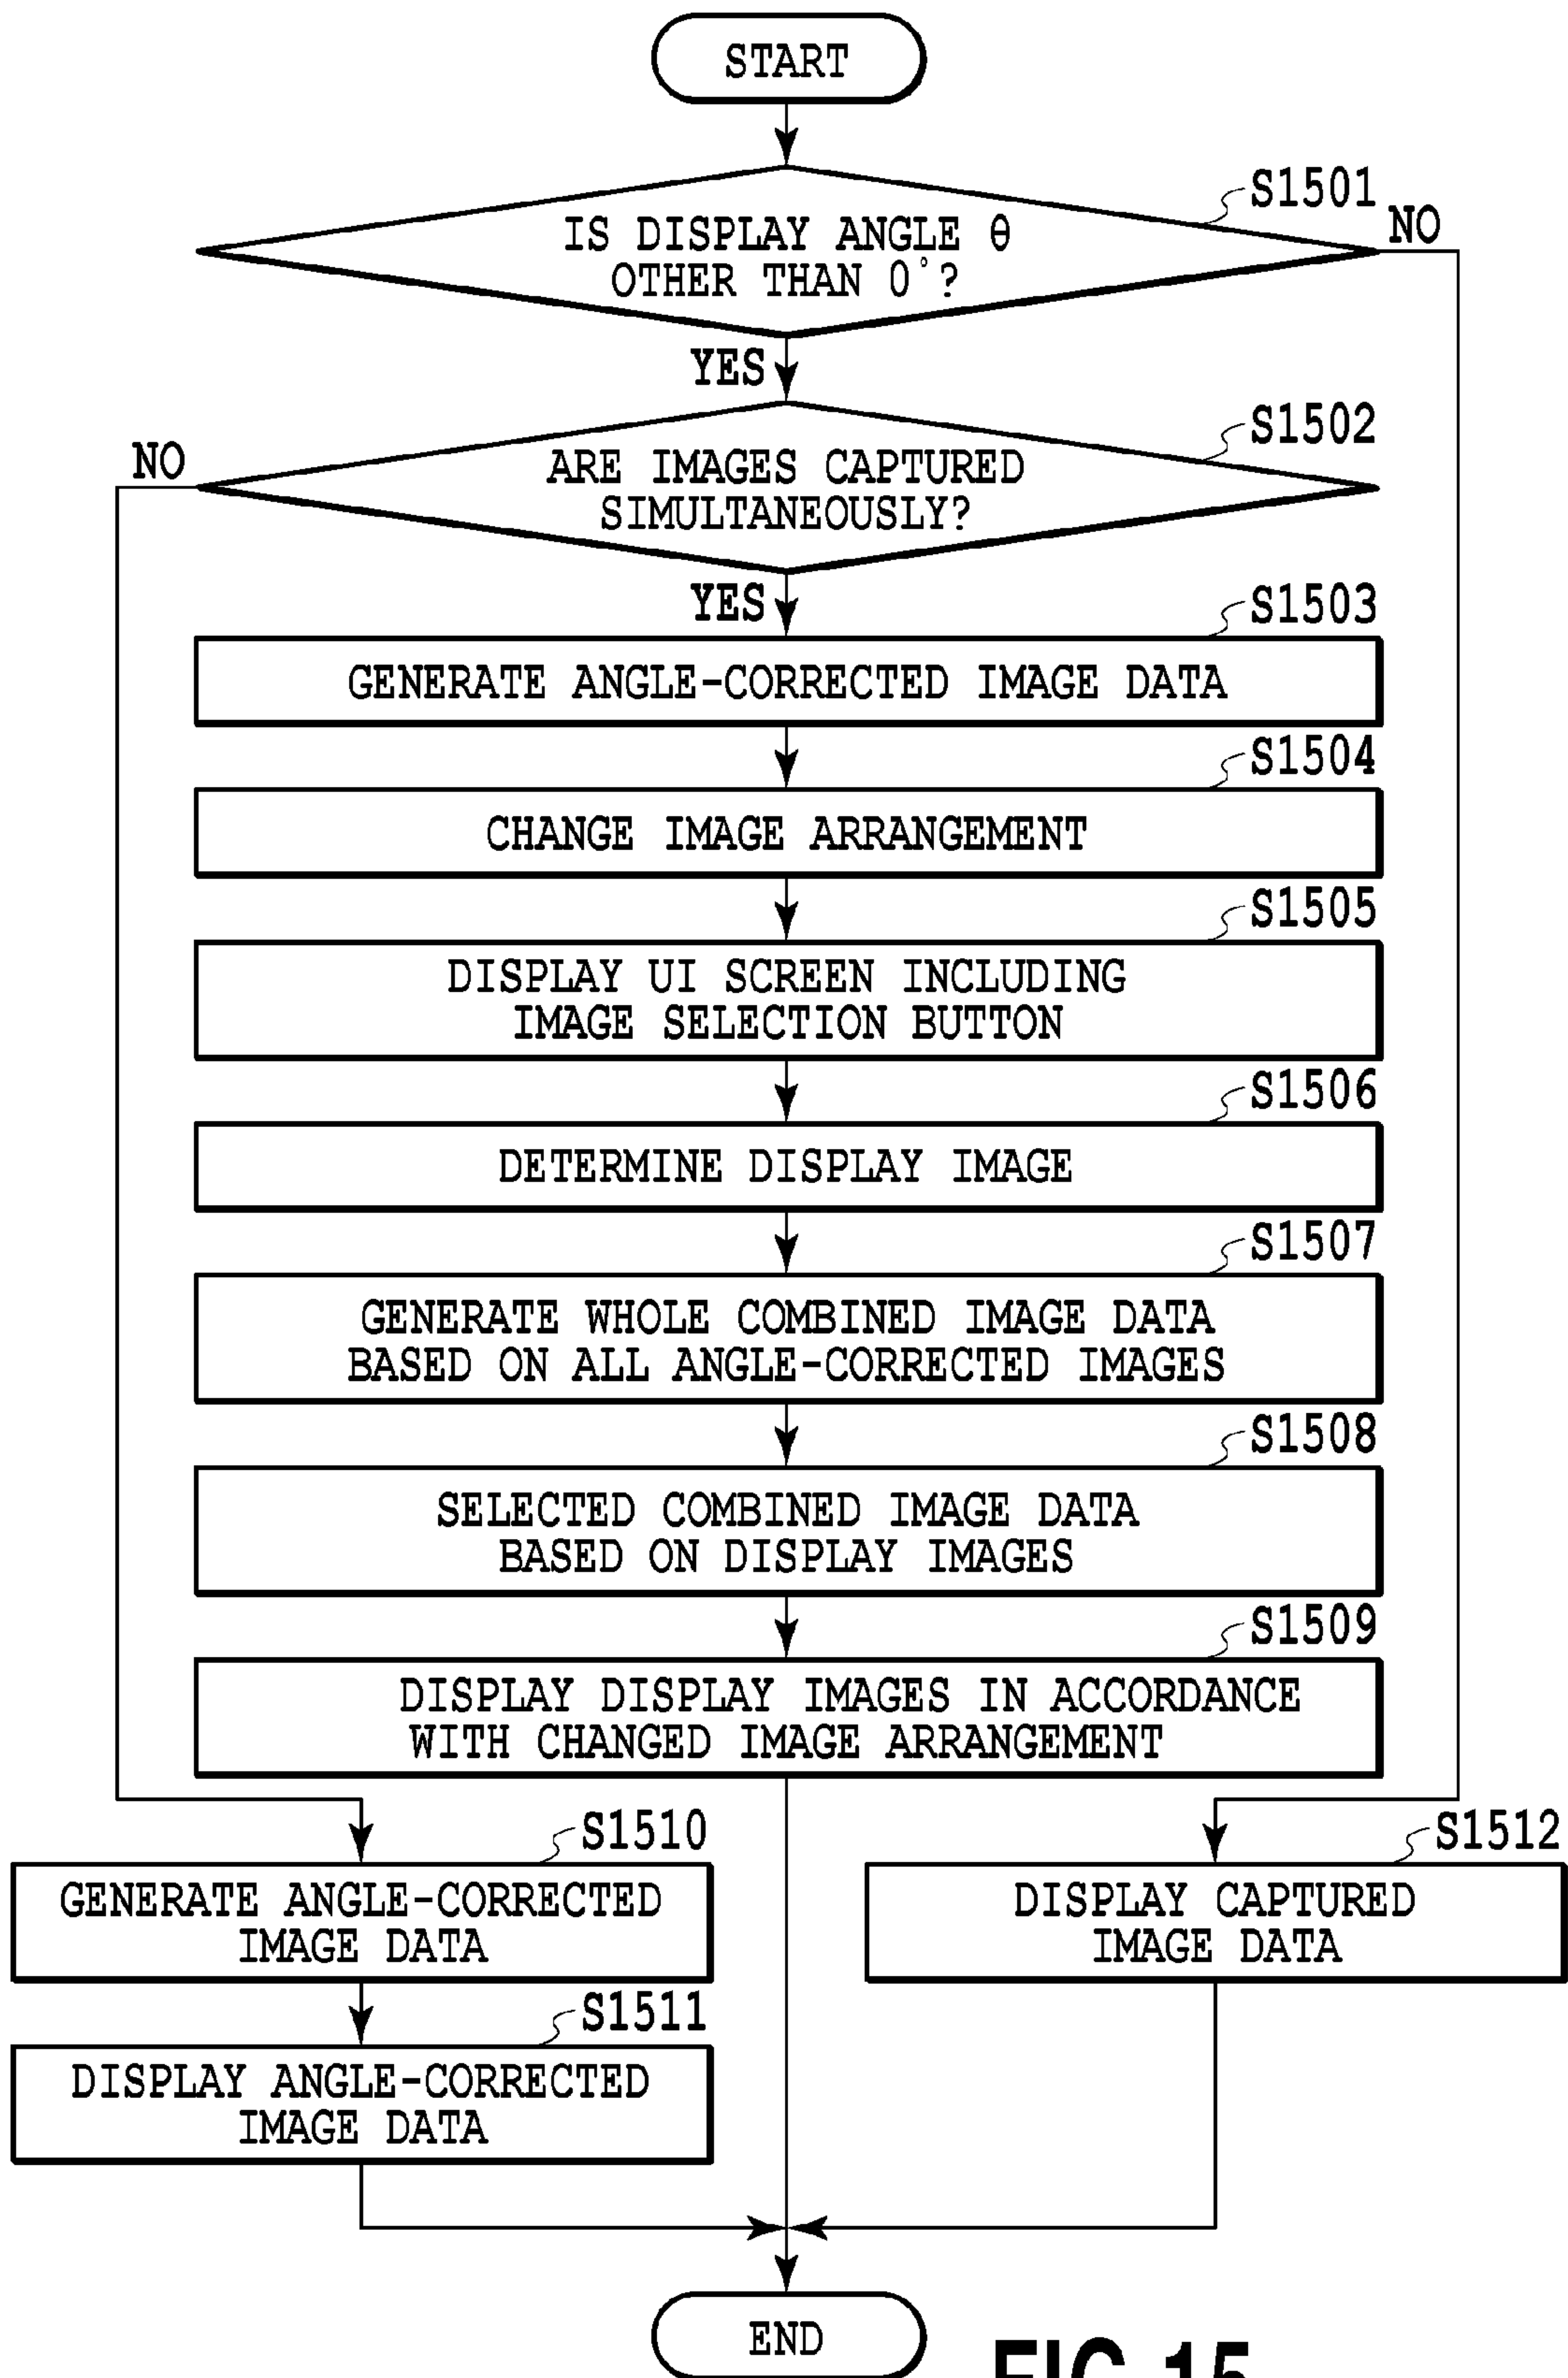 START
S1501
IS DISPLAY ANGLE θ
OTHER THAN 0°?
NO
YES
S1502
NO
ARE IMAGES CAPTURED
SIMULTANEOUSLY?
YES
S1503
GENERATE ANGLE-CORRECTED IMAGE DATA
S1504
CHANGE IMAGE ARRANGEMENT
S1505
DISPLAY UI SCREEN INCLUDING
IMAGE SELECTION BUTTON
S1506
DETERMINE DISPLAY IMAGE
S1507
GENERATE WHOLE COMBINED IMAGE DATA
BASED ON ALL ANGLE-CORRECTED IMAGES
S1508
SELECTED COMBINED IMAGE DATA
BASED ON DISPLAY IMAGES
S1509
DISPLAY DISPLAY IMAGES IN ACCORDANCE
WITH CHANGED IMAGE ARRANGEMENT
S1510
GENERATE ANGLE-CORRECTED
IMAGE DATA
S1512
DISPLAY CAPTURED
IMAGE DATA
S1511
DISPLAY ANGLE-CORRECTED
IMAGE DATA
END
FIG.15